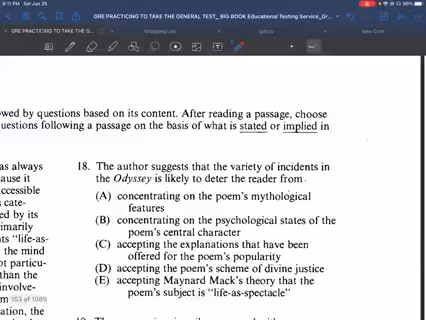 9:11 PM Sat Jun 26
80%
GRE PRACTICING TO TAKE THE GENERAL TEST_ BIG BOOK Educational Testing Service_Gr...
GRE PRACTICING TO TAKE THE G...
Shopping List
New Com
owed by questions based on its content. After reading a passage, choose
uestions following a passage on the basis of what is stated or implied in
as always
ause it
ccessible
s cate-
ed by its
imarily
ts "life-as-
the mind
ot particu-
than the
involve-
m
ation, the
153 of 1089
18. The author suggests that the variety of incidents in
the Odyssey is likely to deter the reader from
(A) concentrating on the poem's mythological
features
(B) concentrating on the psychological states of the
poem's central character
(C) accepting the explanations that have been
offered for the poem's popularity
(D) accepting the poem's scheme of divine justice
(E) accepting Maynard Mack's theory that the
poem's subject is "life-as-spectacle"